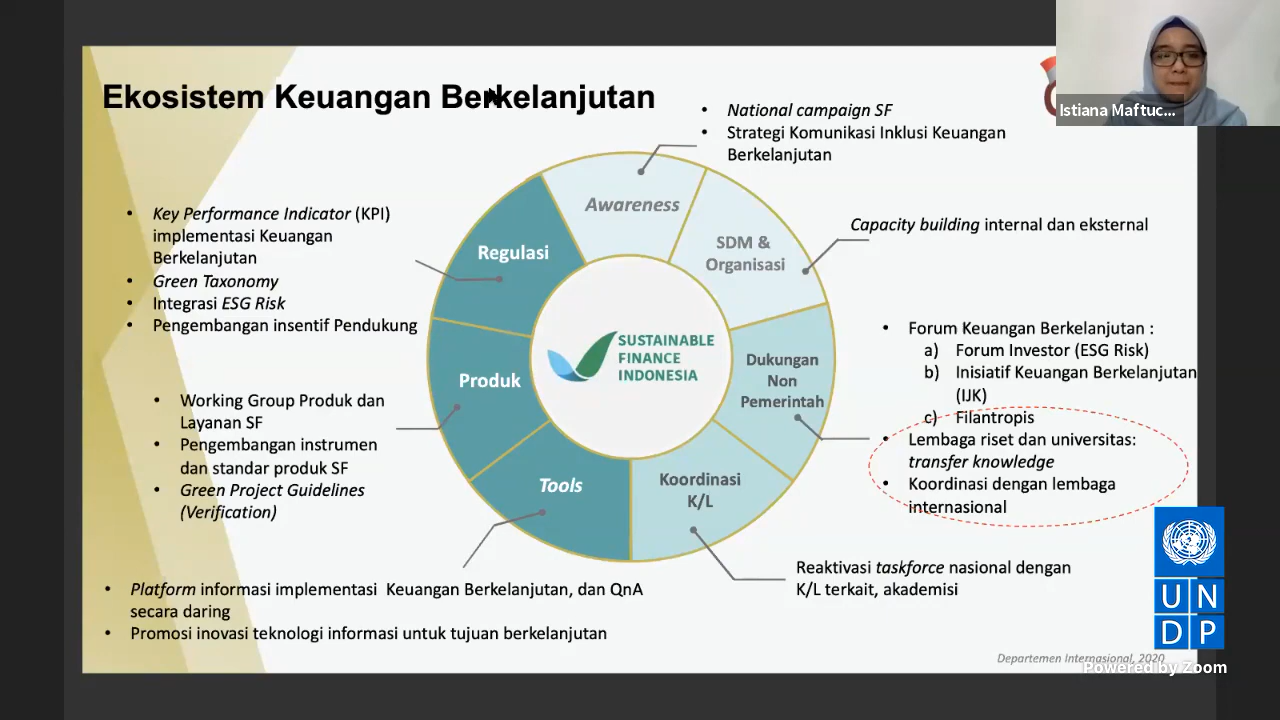 Ekosistem Keuangan Berkelanjutan
Istiana Maftuc...
• National campaign SF
• Strategi Komunikasi Inklusi Keuangan
Berkelanjutan
Awareness
• Key Performance Indicator (KPI)
implementasi Keuangan
Berkelanjutan
• Green Taxonomy
• Integrasi ESG Risk
• Pengembangan insentif Pendukung
Regulasi
SDM &
Organisasi
Capacity building internal dan eksternal
SUSTAINABLE
FINANCE
INDONESIA
Dukungan
Non
Pemerintah
• Forum Keuangan Berkelanjutan :
a) Forum Investor (ESG Risk)
b) Inisiatif Keuangan Berkelanjutan
(IJK)
c) Filantropis
• Lembaga riset dan universitas:
transfer knowledge
• Koordinasi dengan lembaga
internasional
Produk
• Working Group Produk dan
Layanan SF
• Pengembangan instrumen
dan standar produk SF
• Green Project Guidelines
(Verification)
Tools
Koordinasi
K/L
Reaktivasi taskforce nasional dengan
K/L terkait, akademisi
• Platform informasi implementasi Keuangan Berkelanjutan, dan QnA
secara daring
• Promosi inovasi teknologi informasi untuk tujuan berkelanjutan
U N
D P
Departemen Internasional, 2020
Powered by Zoom